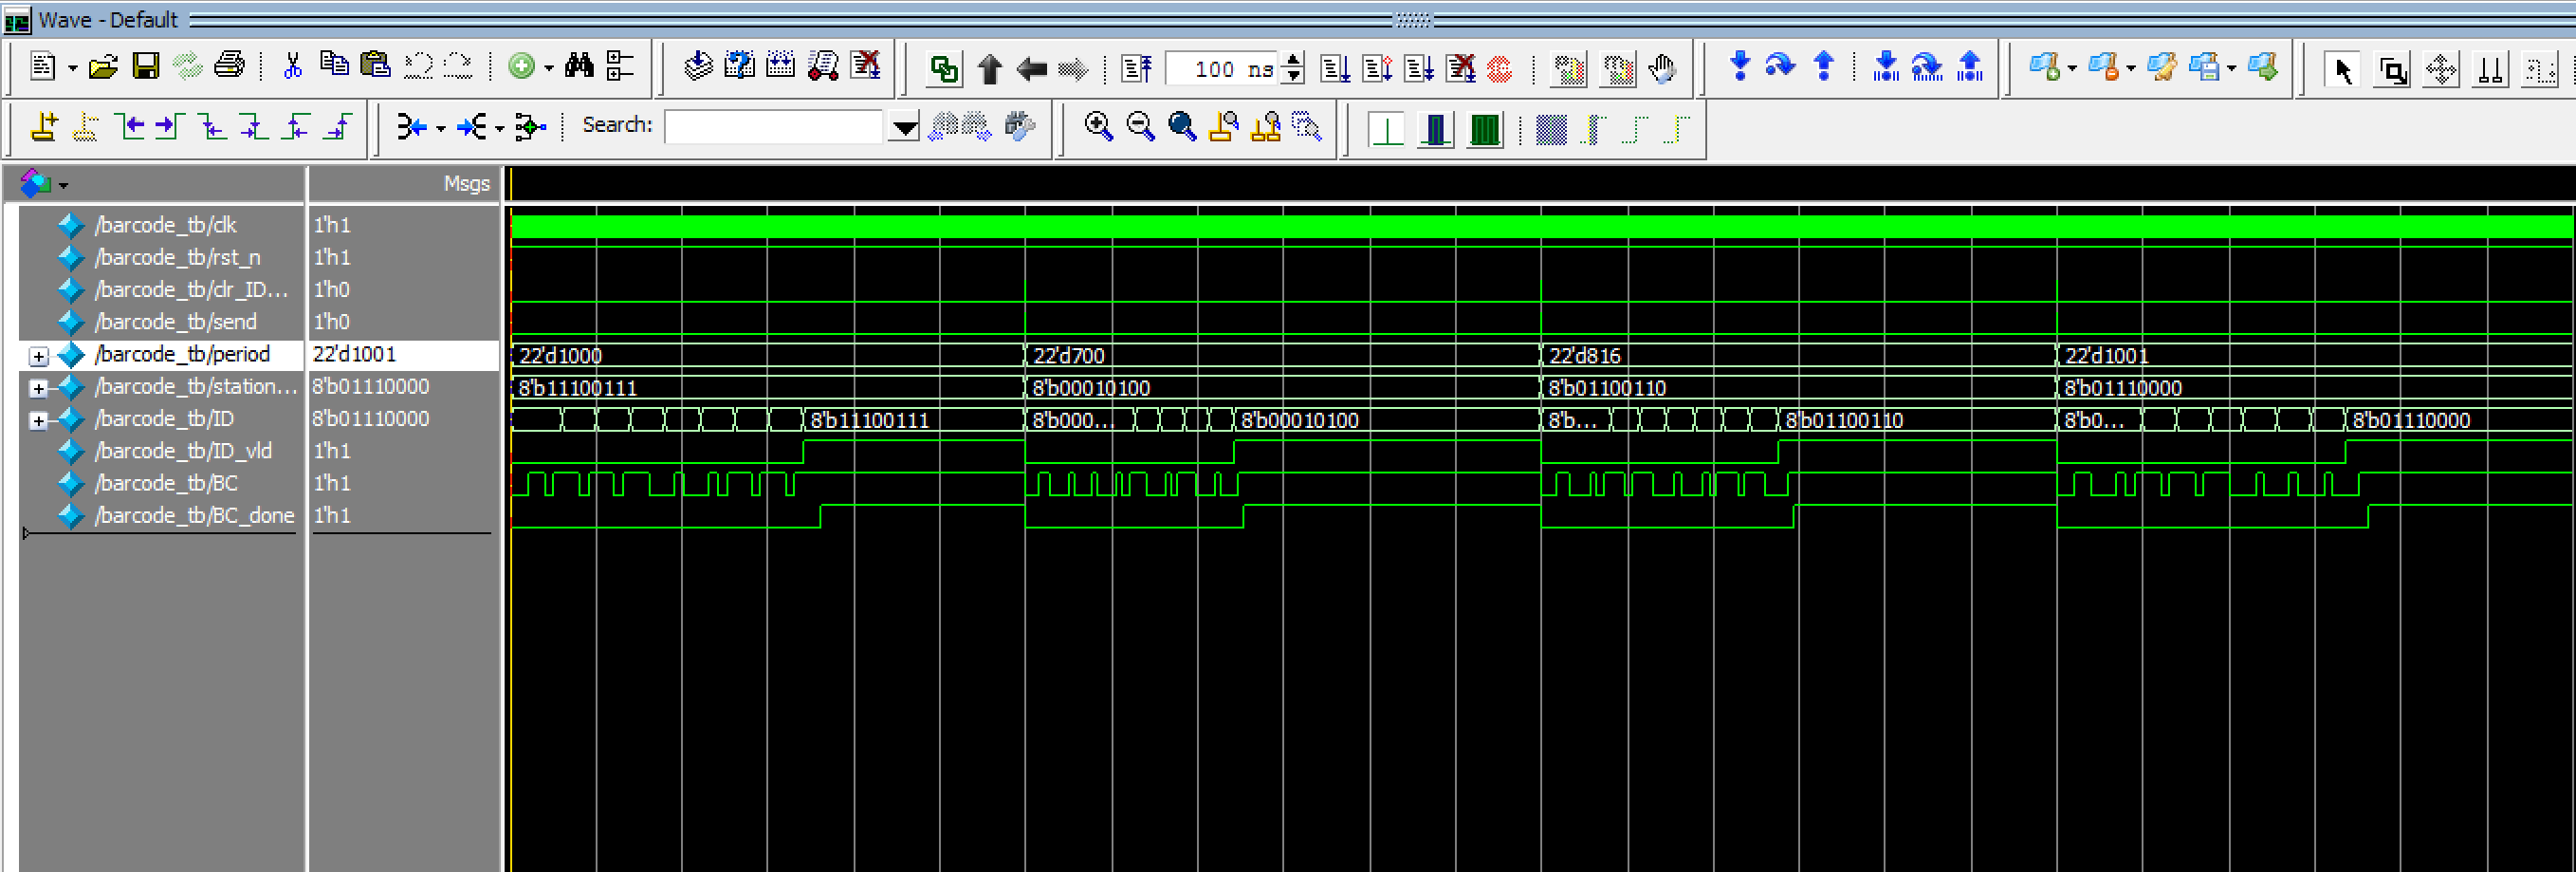 Wave - Default
100 ns
Search:
Msgs
/barcode_tb/clk 1'h1
/barcode_tb/rst_n 1'h1
/barcode_tb/clr_ID... 1'h0
/barcode_tb/send 1'h0
/barcode_tb/period 22'd1001 22'd1000 22'd700 22'd816 22'd1001
/barcode_tb/station... 8'b01110000 8'b11100111 8'b00010100 8'b01100110 8'b01110000
/barcode_tb/ID 8'b01110000 8'b11100111 8'b000... 8'b00010100 8'b... 8'b01100110 8'b0... 8'b01110000
/barcode_tb/ID_vld 1'h1
/barcode_tb/BC 1'h1
/barcode_tb/BC_done 1'h1